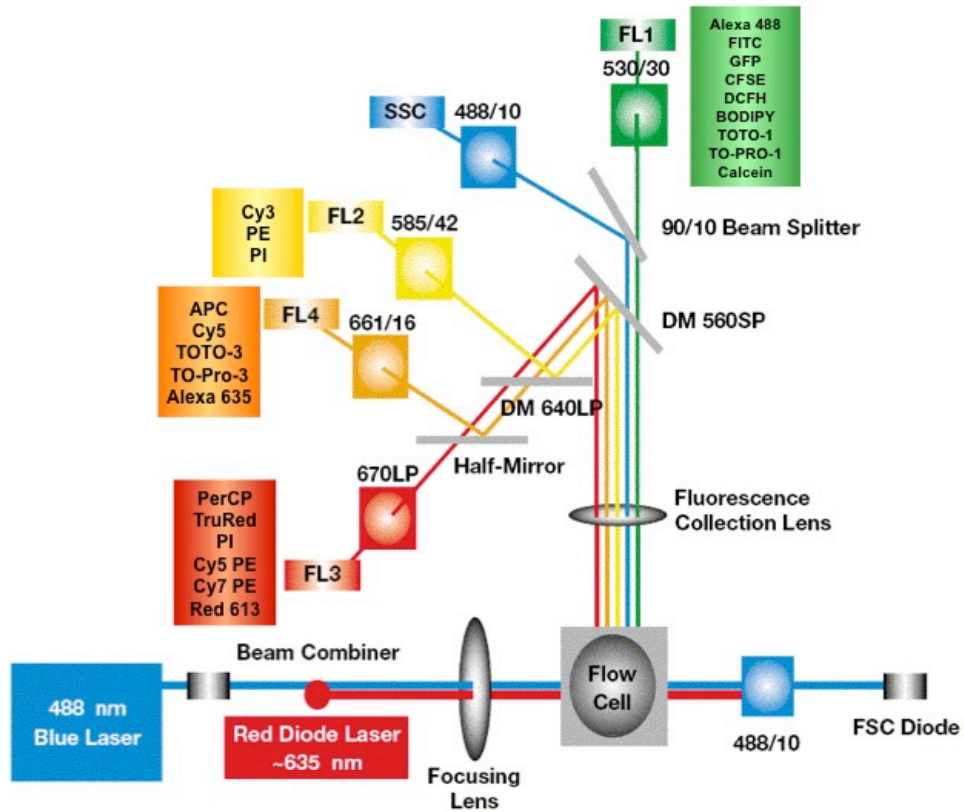 FL1
530/30
Alexa 488
FITC
GFP
CFSE
DCFH
BODIPY
TOTO-1
TO-PRO-1
Calcein
SSC
488/10
90/10 Beam Splitter
Cy3
PE
PI
FL2
585/42
DM 560SP
APC
Cy5
TOTO-3
TO-Pro-3
Alexa 635
FL4
661/16
DM 640LP
Half-Mirror
670LP
PerCP
TruRed
PI
Cy5 PE
Cy7 PE
Red 613
FL3
Fluorescence
Collection Lens
Beam Combiner
488 nm
Blue Laser
Red Diode Laser
~635 nm
Focusing
Lens
Flow
Cell
488/10
FSC Diode